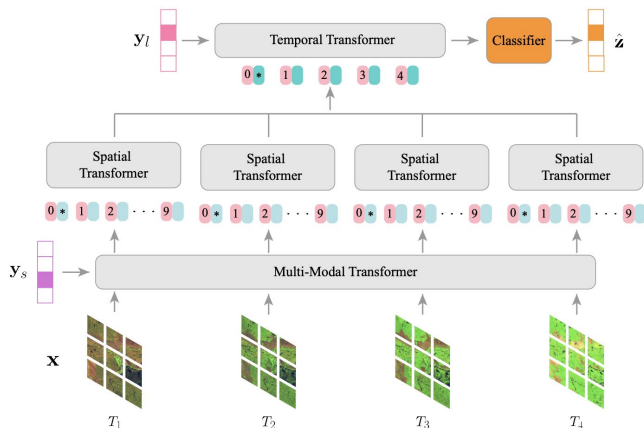 y_l Temporal Transformer Classifier ẑ
0 * 1 2 3 4
Spatial Transformer Spatial Transformer Spatial Transformer Spatial Transformer
0 * 1 2 · · · 9 0 * 1 2 · · · 9 0 * 1 2 · · · 9 0 * 1 2 · · · 9
y_s Multi-Modal Transformer
x
T_1 T_2 T_3 T_4